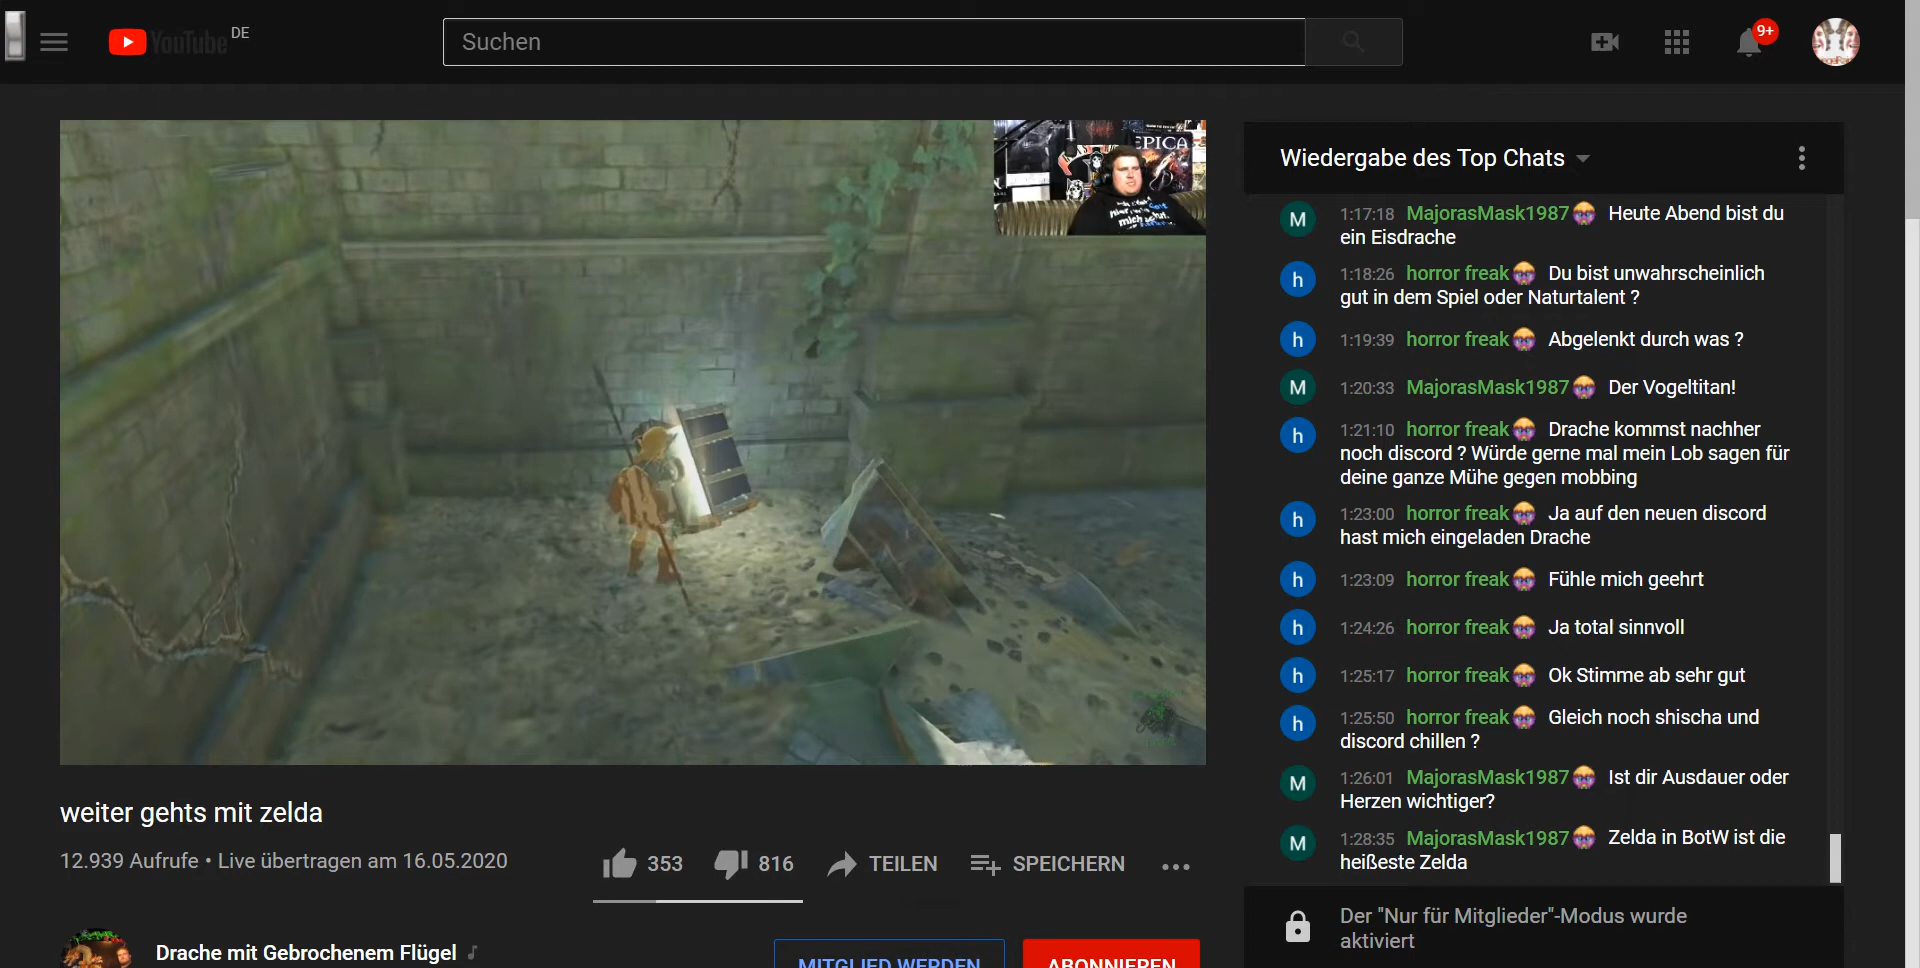 YouTube DE
Suchen
9+
EPICA
Wiedergabe des Top Chats
M 1:17:18 MajorasMask1987 Heute Abend bist du
ein Eisdrache
h 1:18:26 horror freak Du bist unwahrscheinlich
gut in dem Spiel oder Naturtalent ?
h 1:19:39 horror freak Abgelenkt durch was ?
M 1:20:33 MajorasMask1987 Der Vogeltitan!
h 1:21:10 horror freak Drache kommst nachher
noch discord ? Würde gerne mal mein Lob sagen für
deine ganze Mühe gegen mobbing
h 1:23:00 horror freak Ja auf den neuen discord
hast mich eingeladen Drache
h 1:23:09 horror freak Fühle mich geehrt
h 1:24:26 horror freak Ja total sinnvoll
h 1:25:17 horror freak Ok Stimme ab sehr gut
h 1:25:50 horror freak Gleich noch shischa und
discord chillen ?
M 1:26:01 MajorasMask1987 Ist dir Ausdauer oder
Herzen wichtiger?
M 1:28:35 MajorasMask1987 Zelda in BotW ist die
heißeste Zelda
Der "Nur für Mitglieder"-Modus wurde
aktiviert
weiter gehts mit zelda
12.939 Aufrufe • Live übertragen am 16.05.2020
353 816 TEILEN SPEICHERN
Drache mit Gebrochenem Flügel
MITGLIED WERDEN
ABONNIEREN